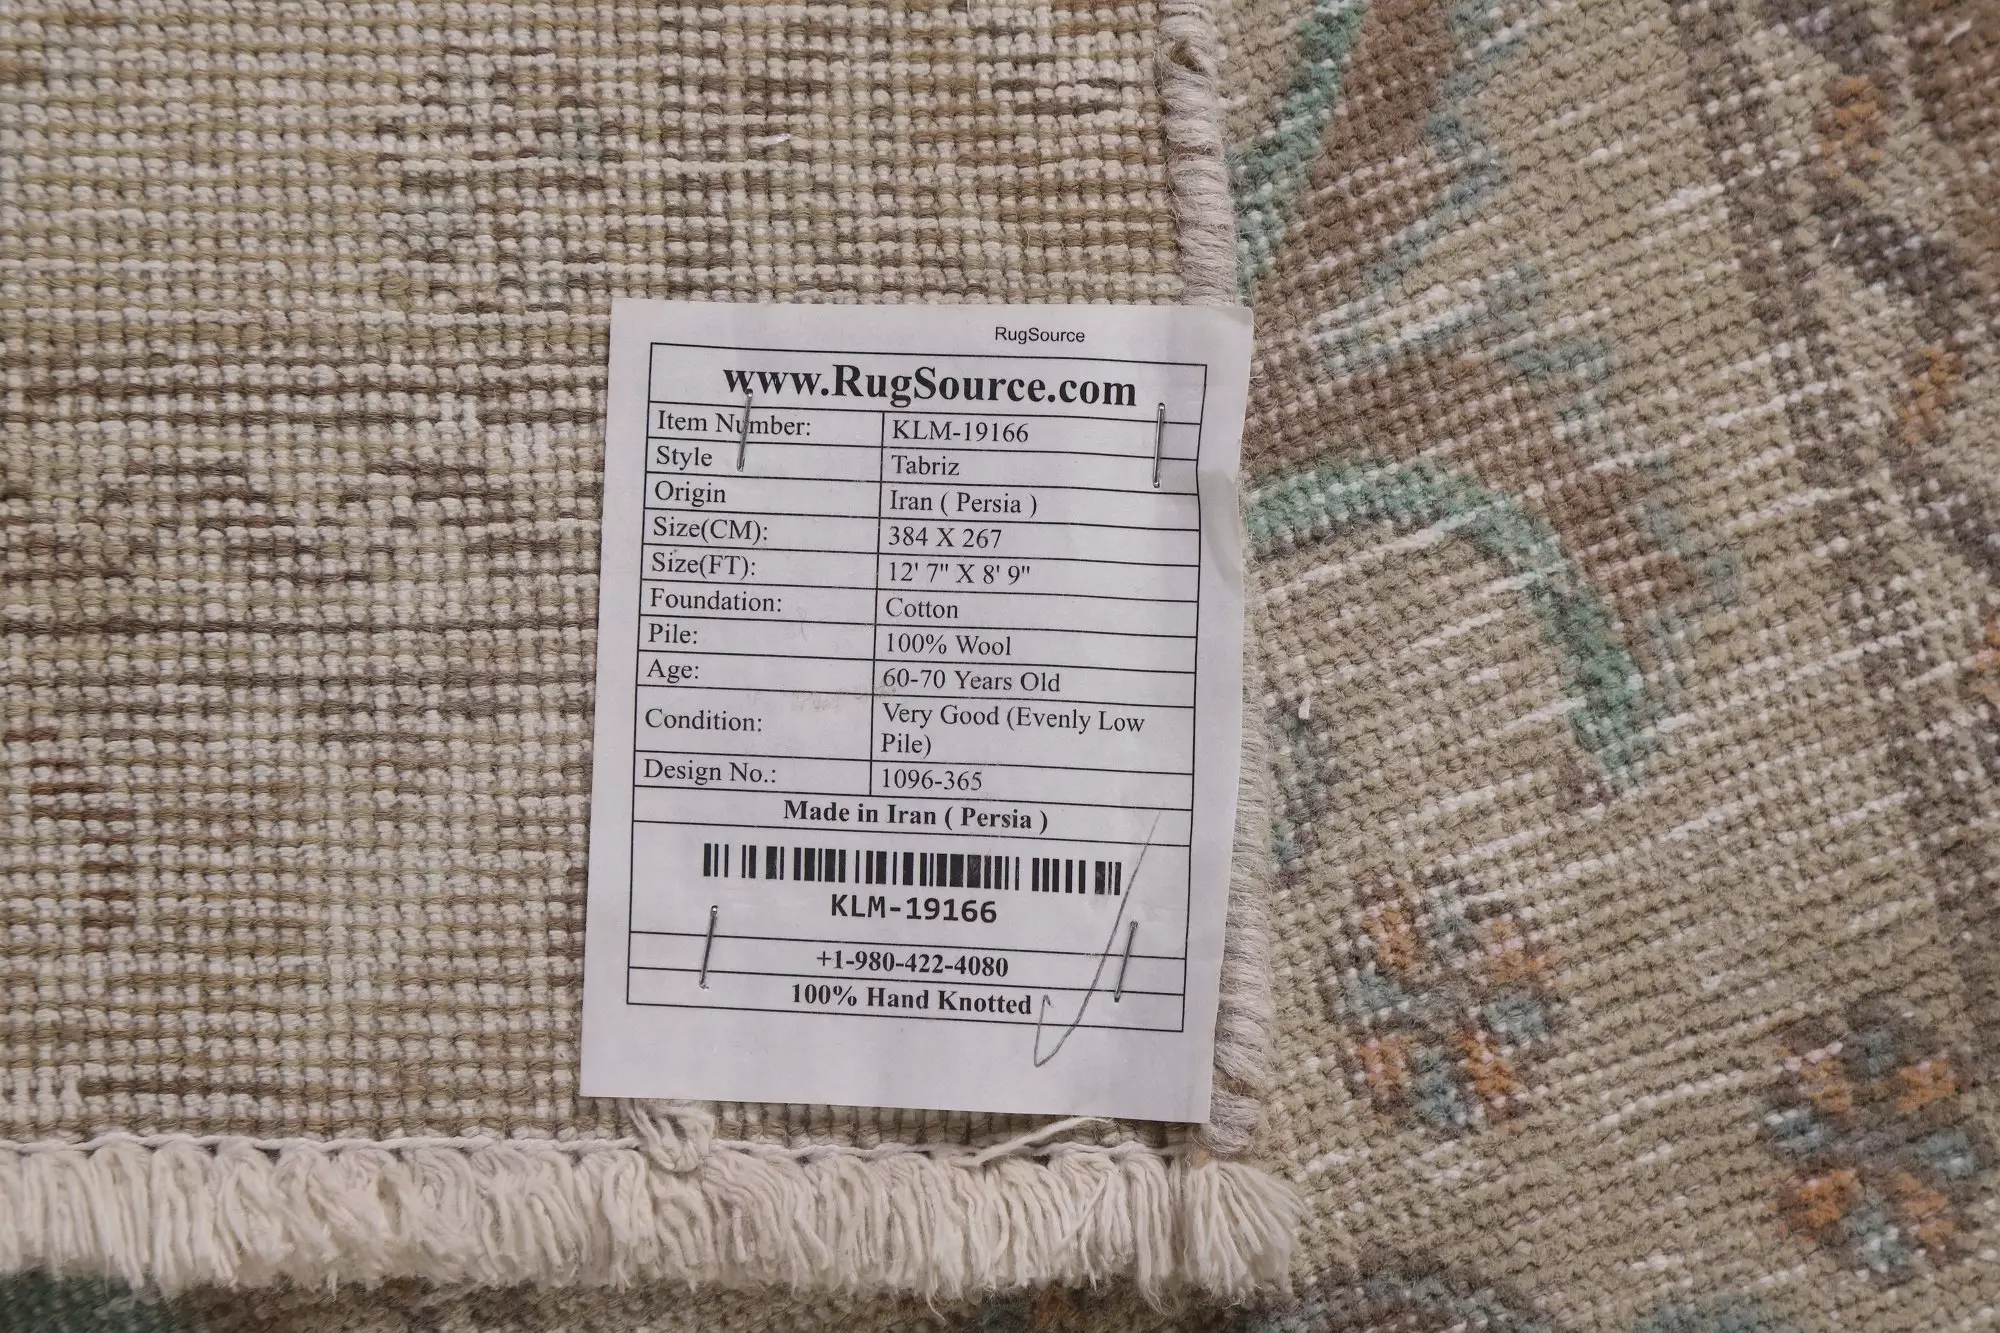 RugSource
www.RugSource.com
Item Number: KLM-19166
Style Tabriz
Origin Iran ( Persia )
Size(CM): 384 X 267
Size(FT): 12' 7" X 8' 9"
Foundation: Cotton
Pile: 100% Wool
Age: 60-70 Years Old
Condition: Very Good (Evenly Low
Pile)
Design No.: 1096-365
Made in Iran ( Persia )
KLM-19166
+1-980-422-4080
100% Hand Knotted